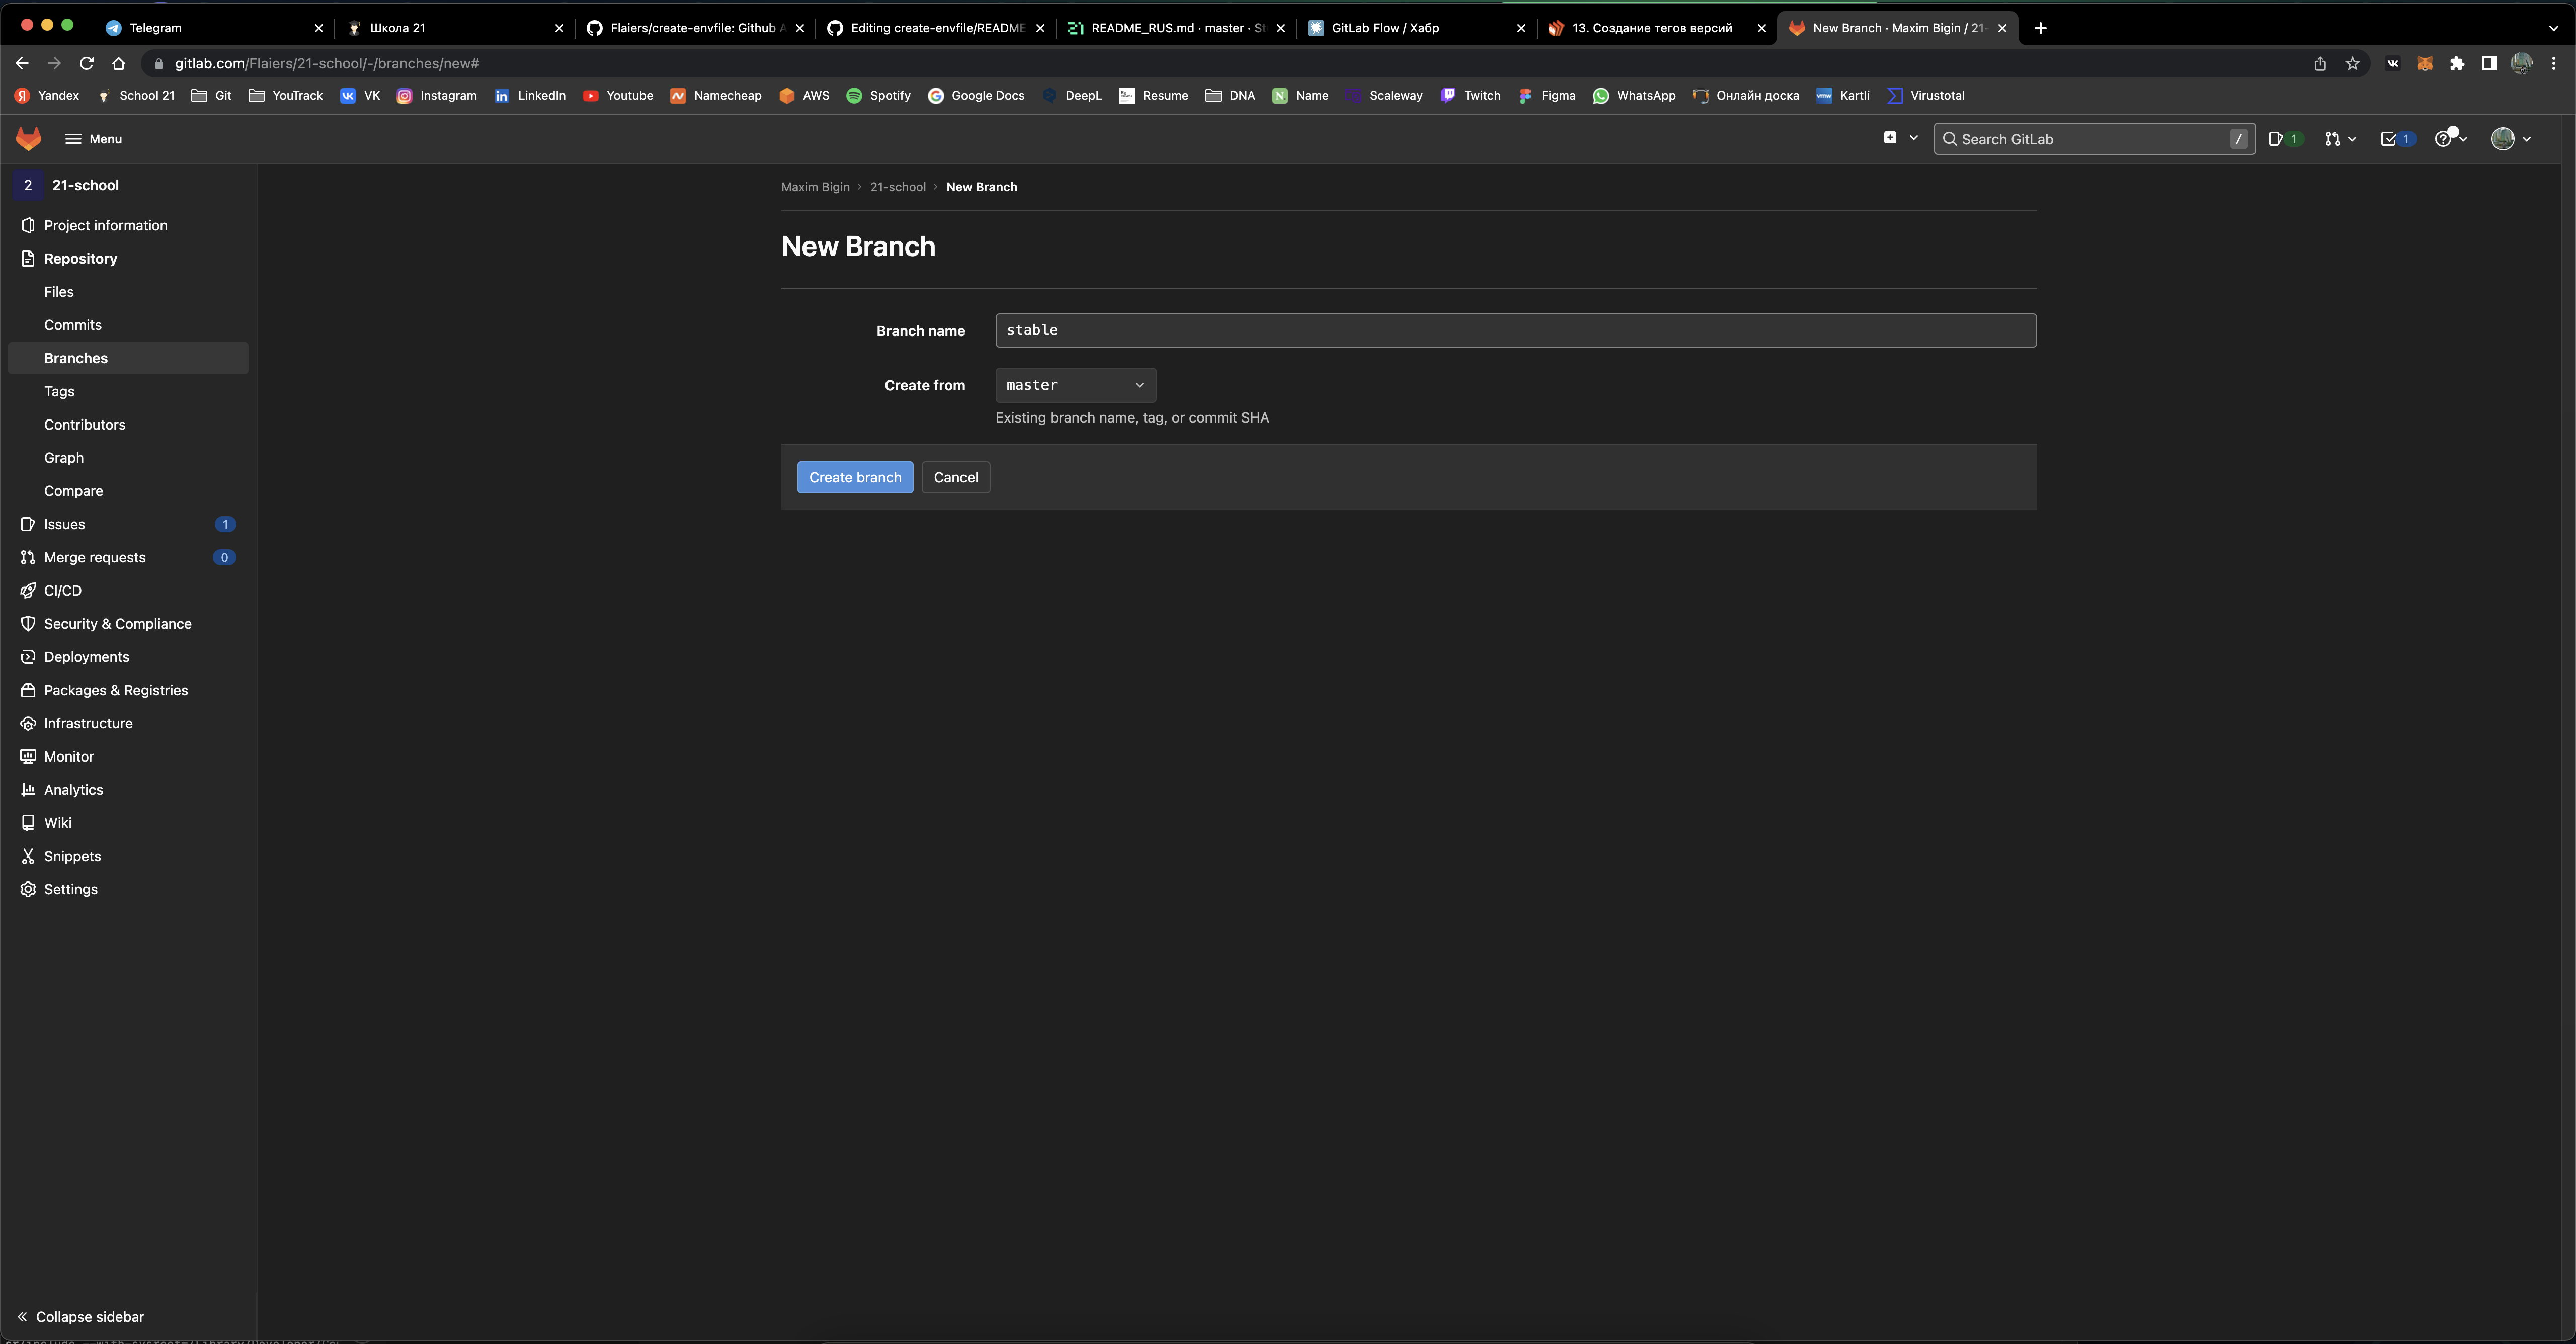 Telegram
Школа 21
Flaiers/create-envfile: Github A
Editing create-envfile/README
README_RUS.md · master · St
GitLab Flow / Хабр
13. Создание тегов версий
New Branch · Maxim Bigin / 21-
gitlab.com/Flaiers/21-school/-/branches/new#
Yandex School 21 Git YouTrack VK Instagram LinkedIn Youtube Namecheap AWS Spotify Google Docs DeepL Resume DNA Name Scaleway Twitch Figma WhatsApp Онлайн доска Kartli Virustotal
Menu
Search GitLab /
1
1
2 21-school
Project information
Repository
Files
Commits
Branches
Tags
Contributors
Graph
Compare
Issues 1
Merge requests 0
CI/CD
Security & Compliance
Deployments
Packages & Registries
Infrastructure
Monitor
Analytics
Wiki
Snippets
Settings
Collapse sidebar
Maxim Bigin › 21-school › New Branch
New Branch
Branch name stable
Create from master
Existing branch name, tag, or commit SHA
Create branch Cancel